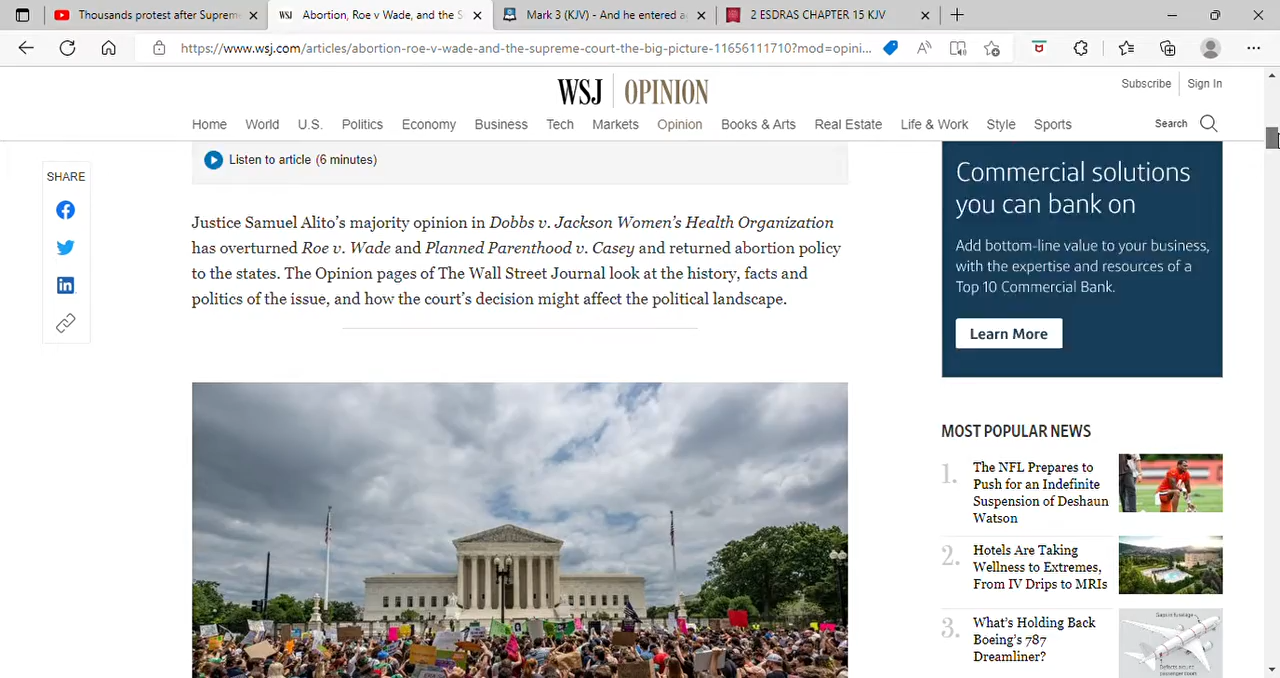 Thousands protest after Supreme
Abortion, Roe v Wade, and the S
Mark 3 (KJV) - And he entered a
2 ESDRAS CHAPTER 15 KJV
https://www.wsj.com/articles/abortion-roe-v-wade-and-the-supreme-court-the-big-picture-11656111710?mod=opini...
WSJ OPINION
Subscribe Sign In
Home World U.S. Politics Economy Business Tech Markets Opinion Books & Arts Real Estate Life & Work Style Sports
Search
SHARE
Listen to article (6 minutes)
Justice Samuel Alito’s majority opinion in Dobbs v. Jackson Women’s Health Organization
has overturned Roe v. Wade and Planned Parenthood v. Casey and returned abortion policy
to the states. The Opinion pages of The Wall Street Journal look at the history, facts and
politics of the issue, and how the court’s decision might affect the political landscape.
Commercial solutions
you can bank on
Add bottom-line value to your business,
with the expertise and resources of a
Top 10 Commercial Bank.
Learn More
MOST POPULAR NEWS
1. The NFL Prepares to
Push for an Indefinite
Suspension of Deshaun
Watson
2. Hotels Are Taking
Wellness to Extremes,
From IV Drips to MRIs
3. What’s Holding Back
Boeing’s 787
Dreamliner?